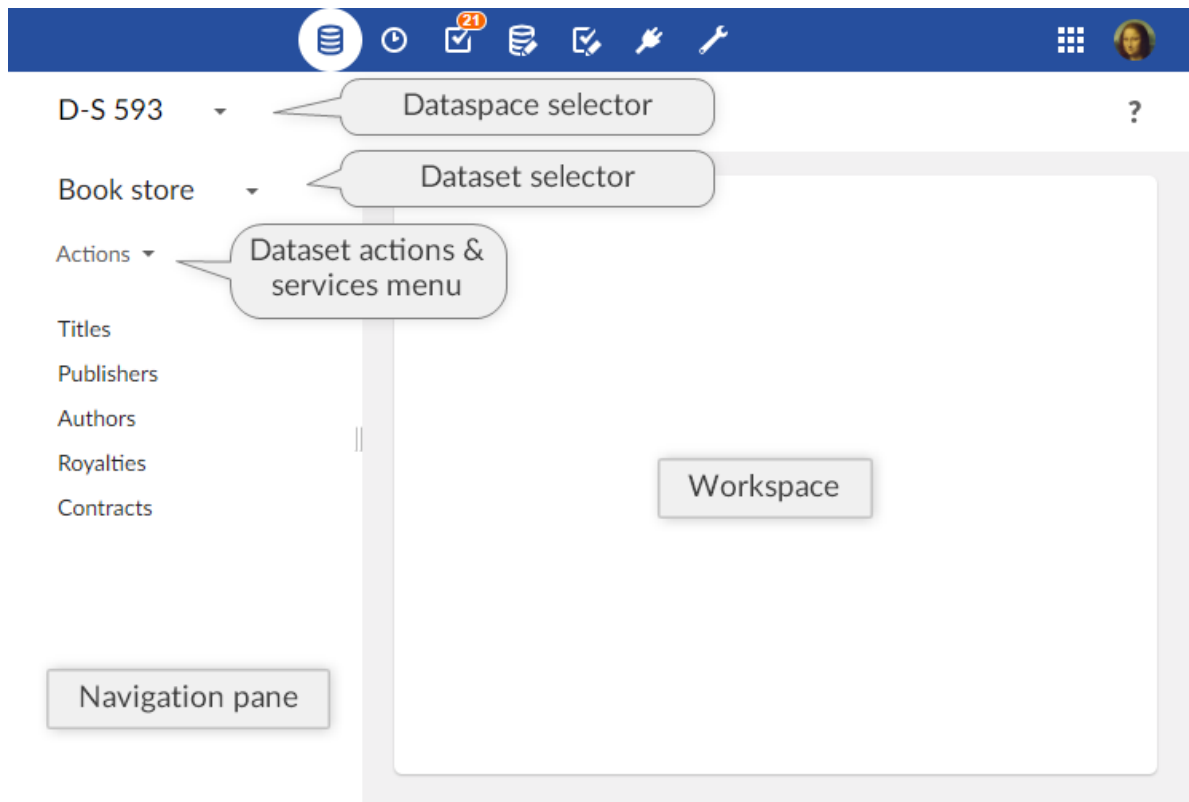 21
D-S 593
Dataspace selector
?
Book store
Dataset selector
Actions
Dataset actions &
services menu
Titles
Publishers
Authors
Royalties
Contracts
Workspace
Navigation pane